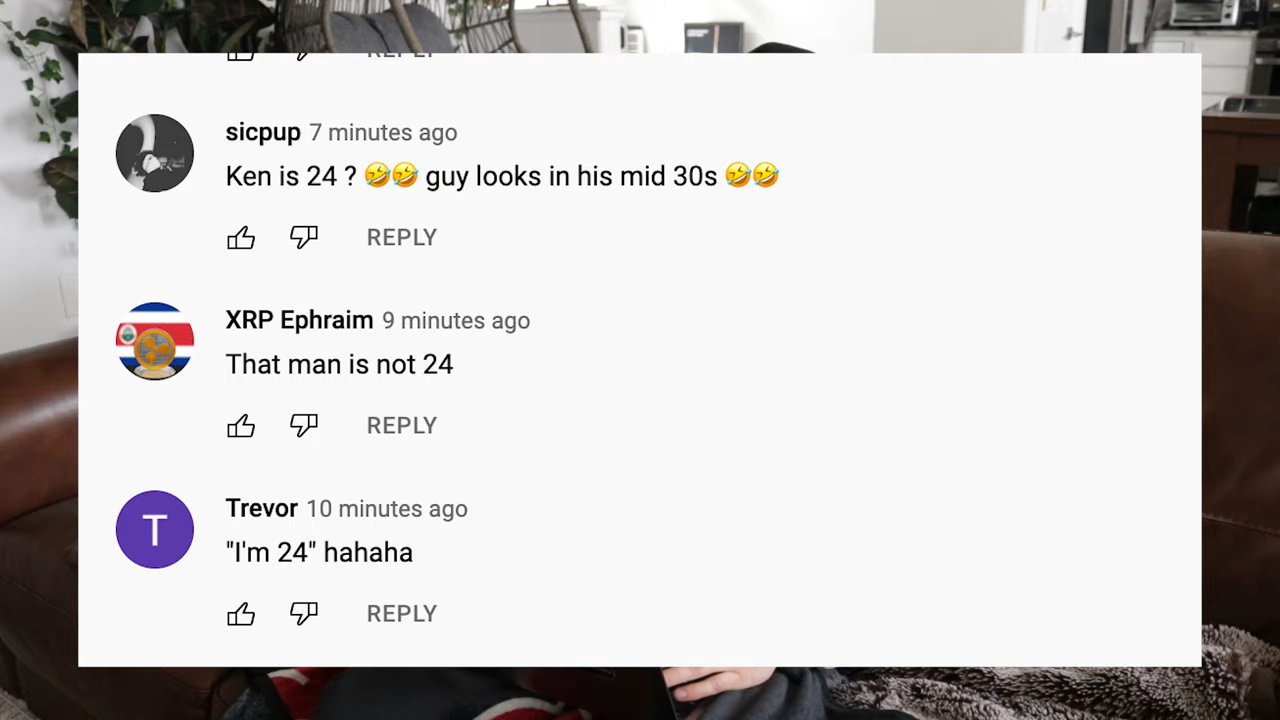 REPLY
sicpup 7 minutes ago
Ken is 24 ? 🤣🤣 guy looks in his mid 30s 🤣🤣
REPLY
XRP Ephraim 9 minutes ago
That man is not 24
REPLY
T
Trevor 10 minutes ago
"I'm 24" hahaha
REPLY